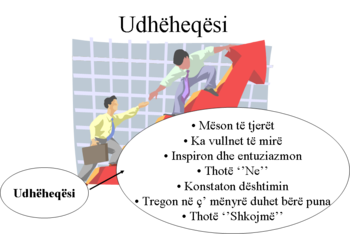 Udhëheqësi
• Mëson të tjerët
• Ka vullnet të mirë
• Inspiron dhe entuziazmon
• Thotë ‘’Ne’’
• Konstaton dështimin
• Tregon në ç’ mënyrë duhet bërë puna
• Thotë ‘’Shkojmë’’
Udhëheqësi